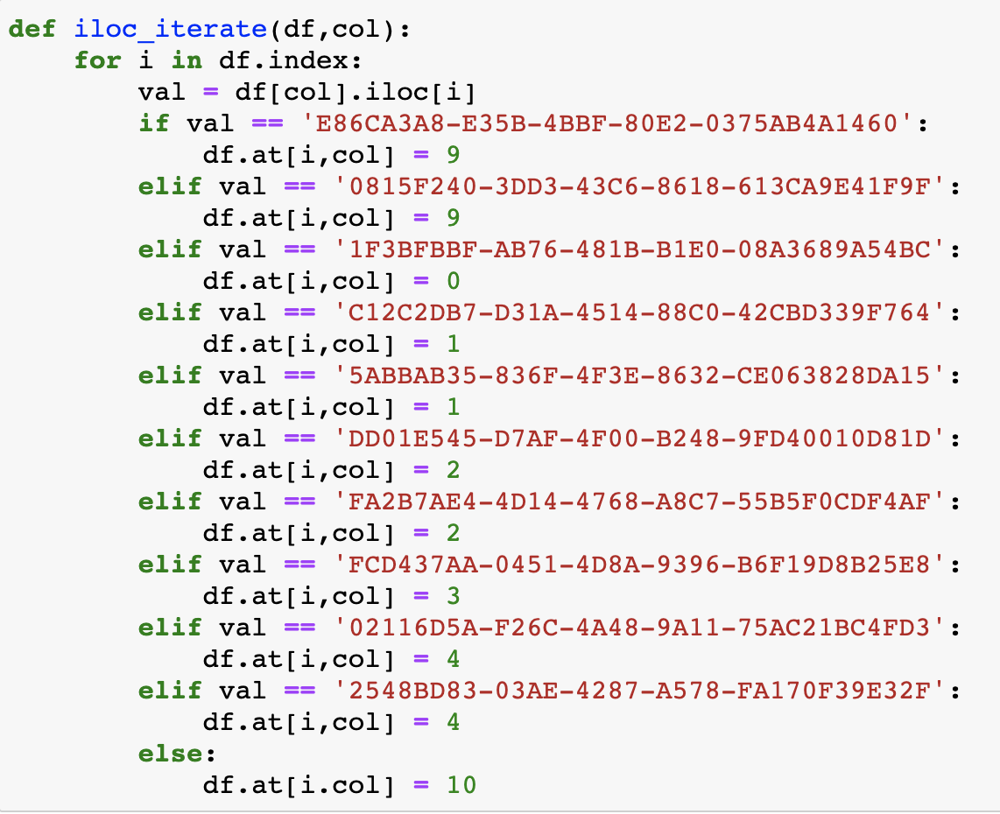 def iloc_iterate(df,col):
    for i in df.index:
        val = df[col].iloc[i]
        if val == 'E86CA3A8-E35B-4BBF-80E2-0375AB4A1460':
            df.at[i,col] = 9
        elif val == '0815F240-3DD3-43C6-8618-613CA9E41F9F':
            df.at[i,col] = 9
        elif val == '1F3BFBBF-AB76-481B-B1E0-08A3689A54BC':
            df.at[i,col] = 0
        elif val == 'C12C2DB7-D31A-4514-88C0-42CBD339F764':
            df.at[i,col] = 1
        elif val == '5ABBAB35-836F-4F3E-8632-CE063828DA15':
            df.at[i,col] = 1
        elif val == 'DD01E545-D7AF-4F00-B248-9FD40010D81D':
            df.at[i,col] = 2
        elif val == 'FA2B7AE4-4D14-4768-A8C7-55B5F0CDF4AF':
            df.at[i,col] = 2
        elif val == 'FCD437AA-0451-4D8A-9396-B6F19D8B25E8':
            df.at[i,col] = 3
        elif val == '02116D5A-F26C-4A48-9A11-75AC21BC4FD3':
            df.at[i,col] = 4
        elif val == '2548BD83-03AE-4287-A578-FA170F39E32F':
            df.at[i,col] = 4
        else:
            df.at[i.col] = 10